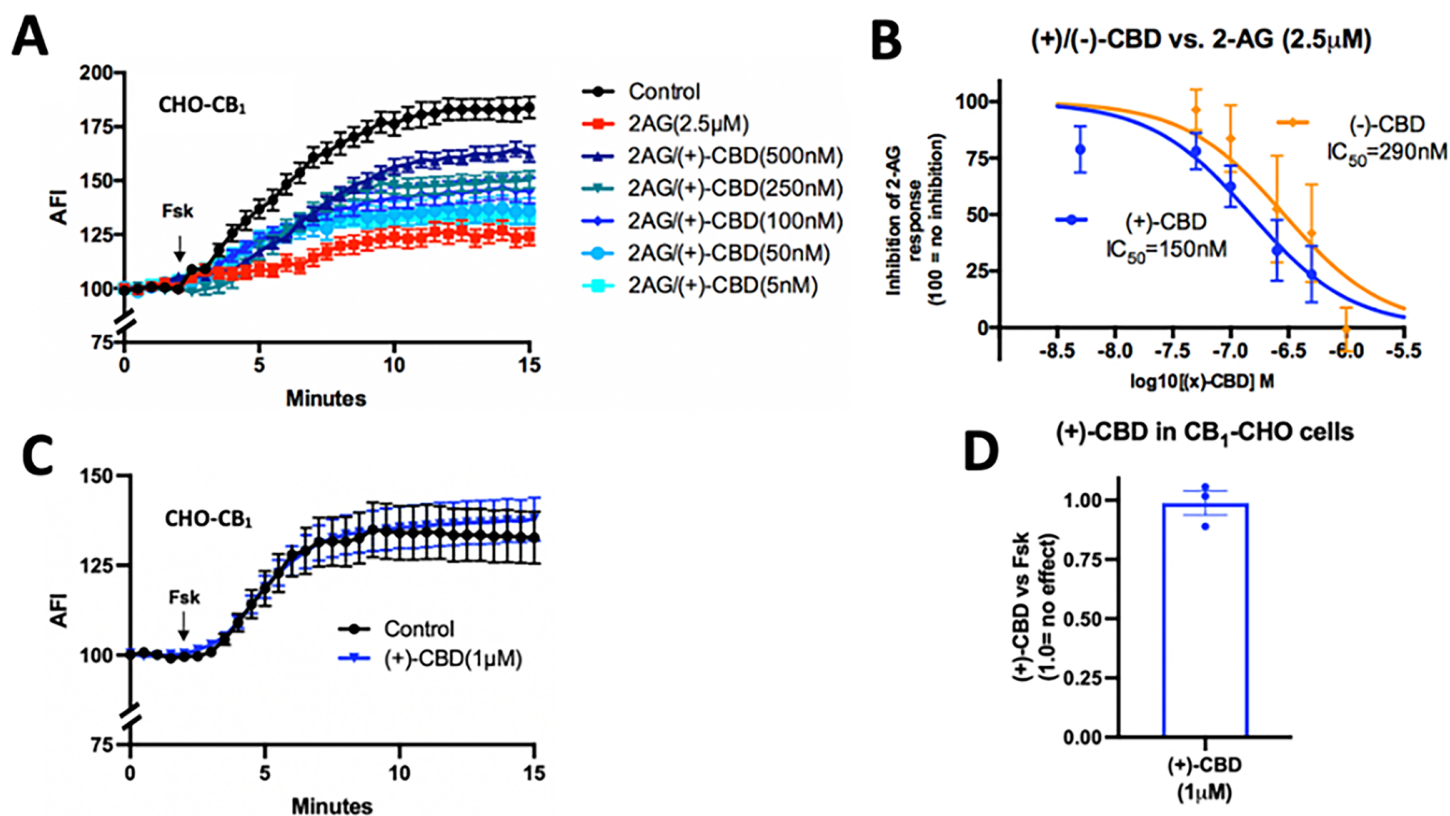 A
200
175
150
125
100
75
AFI
CHO-CB₁
Fsk
0
5
10
15
Minutes
Control
2AG(2.5µM)
2AG/(+)-CBD(500nM)
2AG/(+)-CBD(250nM)
2AG/(+)-CBD(100nM)
2AG/(+)-CBD(50nM)
2AG/(+)-CBD(5nM)
B
(+)/(-)-CBD vs. 2-AG (2.5µM)
Inhibition of 2-AG
response
(100 = no inhibition)
100
75
50
25
0
(-)-CBD
IC₅₀=290nM
(+)-CBD
IC₅₀=150nM
-8.5
-8.0
-7.5
-7.0
-6.5
-6.0
-5.5
log10[(x)-CBD] M
C
150
125
100
75
AFI
CHO-CB₁
Fsk
Control
(+)-CBD(1µM)
0
5
10
15
Minutes
D
(+)-CBD in CB₁-CHO cells
(+)-CBD vs Fsk
(1.0= no effect)
1.00
0.75
0.50
0.25
0.00
(+)-CBD
(1µM)